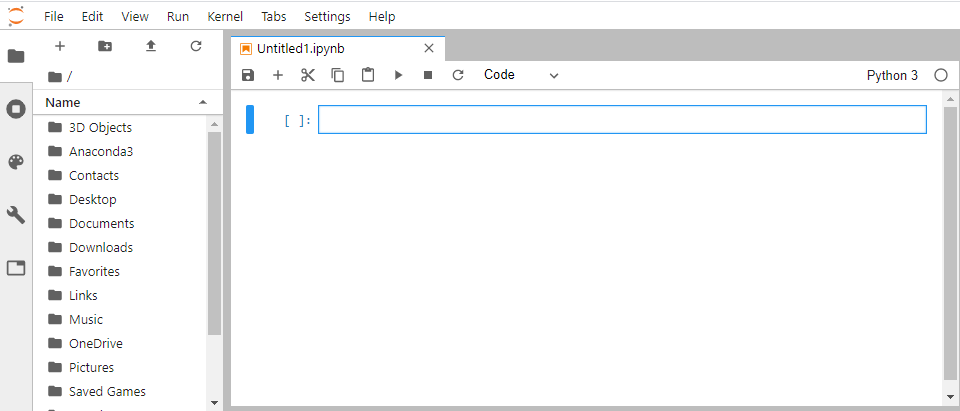 File Edit View Run Kernel Tabs Settings Help
Untitled1.ipynb
Code
Python 3
/
Name
[ ]:
3D Objects
Anaconda3
Contacts
Desktop
Documents
Downloads
Favorites
Links
Music
OneDrive
Pictures
Saved Games